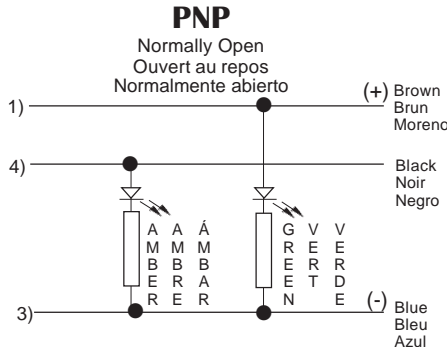 PNP
Normally Open
Ouvert au repos
Normalmente abierto
1)
(+) Brown
Brun
Moreno
4)
Black
Noir
Negro
AMBER
AMBRE
ÁMBAR
GREEN
VERT
VERDE
3)
(-) Blue
Bleu
Azul